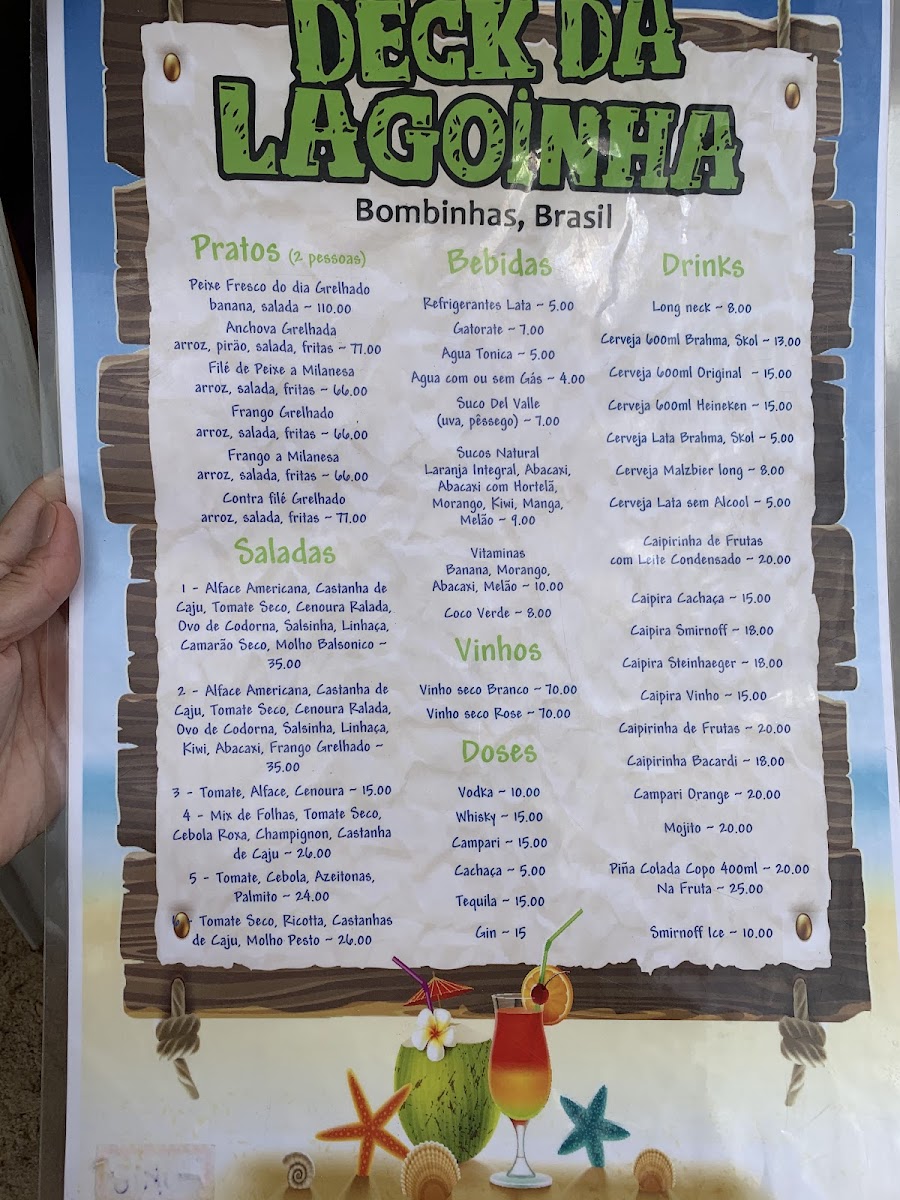 DECK DA
LAGOINHA
Bombinhas, Brasil
Pratos (2 pessoas)
Peixe Fresco do dia Grelhado
banana, salada ~ 110.00
Anchova Grelhada
arroz, pirão, salada, fritas ~ 77.00
Filé de Peixe a Milanesa
arroz, salada, fritas ~ 66.00
Frango Grelhado
arroz, salada, fritas ~ 66.00
Frango a Milanesa
arroz, salada, fritas ~ 66.00
Contra filé Grelhado
arroz, salada, fritas ~ 77.00
Saladas
1 - Alface Americana, Castanha de
Caju, Tomate Seco, Cenoura Ralada,
Ovo de Codorna, Salsinha, Linhaça,
Camarão Seco, Molho Balsonico ~
35.00
2 - Alface Americana, Castanha de
Caju, Tomate Seco, Cenoura Ralada,
Ovo de Codorna, Salsinha, Linhaça,
Kiwi, Abacaxi, Frango Grelhado ~
35.00
3 - Tomate, Alface, Cenoura ~ 15.00
4 - Mix de Folhas, Tomate Seco,
Cebola Roxa, Champignon, Castanha
de Caju ~ 26.00
5 - Tomate, Cebola, Azeitonas,
Palmito ~ 24.00
- Tomate Seco, Ricotta, Castanhas
de Caju, Molho Pesto ~ 26.00
Bebidas
Refrigerantes Lata ~ 5.00
Gatorate ~ 7.00
Agua Tonica ~ 5.00
Agua com ou sem Gás ~ 4.00
Suco Del Valle
(uva, pêssego) ~ 7.00
Sucos Natural
Laranja Integral, Abacaxi,
Abacaxi com Hortelã,
Morango, Kiwi, Manga,
Melão ~ 9.00
Vitaminas
Banana, Morango,
Abacaxi, Melão ~ 10.00
Coco Verde ~ 8.00
Vinhos
Vinho seco Branco ~ 70.00
Vinho seco Rose ~ 70.00
Doses
Vodka ~ 10.00
Whisky ~ 15.00
Campari ~ 15.00
Cachaça ~ 5.00
Tequila ~ 15.00
Gin ~ 15
Drinks
Long neck ~ 8.00
Cerveja 600ml Brahma, Skol ~ 13.00
Cerveja 600ml Original ~ 15.00
Cerveja 600ml Heineken ~ 15.00
Cerveja Lata Brahma, Skol ~ 5.00
Cerveja Malzbier long ~ 8.00
Cerveja Lata sem Alcool ~ 5.00
Caipirinha de Frutas
com Leite Condensado ~ 20.00
Caipira Cachaça ~ 15.00
Caipira Smirnoff ~ 18.00
Caipira Steinhaeger ~ 18.00
Caipira Vinho ~ 15.00
Caipirinha de Frutas ~ 20.00
Caipirinha Bacardi ~ 18.00
Campari Orange ~ 20.00
Mojito ~ 20.00
Piña Colada Copo 400ml ~ 20.00
Na Fruta ~ 25.00
Smirnoff Ice ~ 10.00